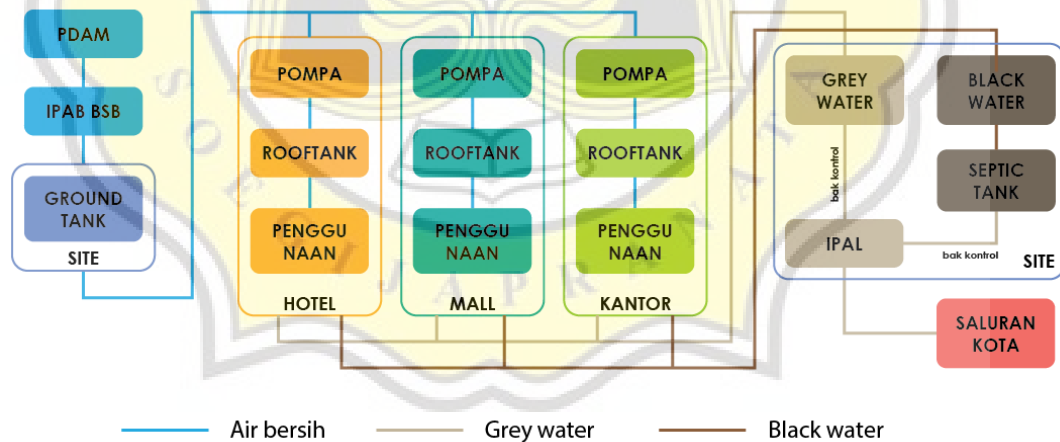 PDAM
IPAB BSB
GROUND
TANK
SITE
POMPA
ROOFTANK
PENGGU
NAAN
HOTEL
POMPA
ROOFTANK
PENGGU
NAAN
MALL
POMPA
ROOFTANK
PENGGU
NAAN
KANTOR
GREY
WATER
BLACK
WATER
bak kontrol
SEPTIC
TANK
IPAL
bak kontrol
SITE
SALURAN
KOTA
SOEGIJAPRANATA
Air bersih
Grey water
Black water